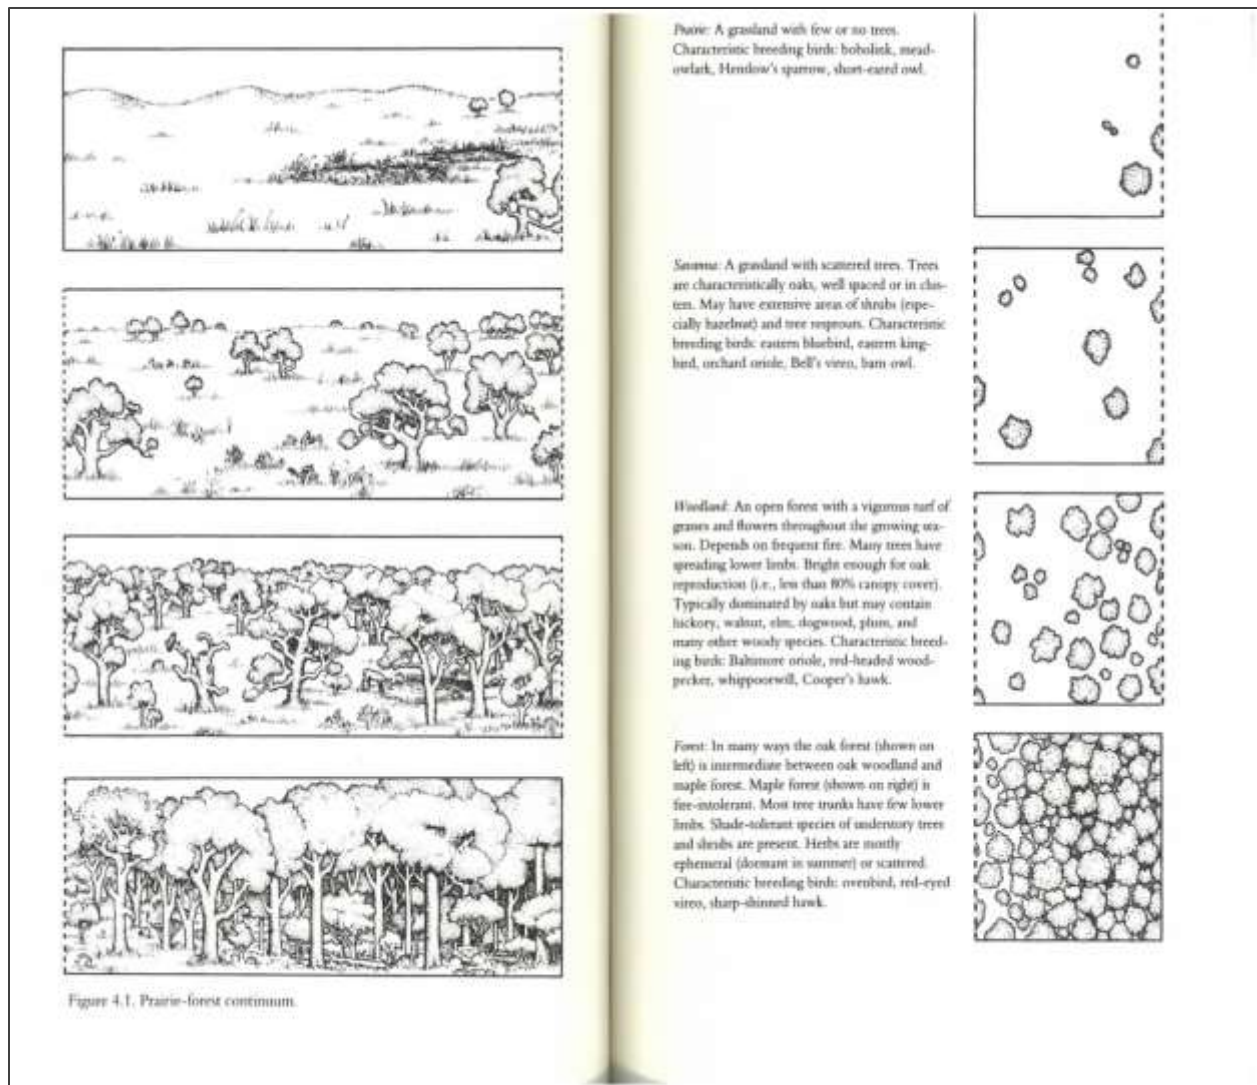 Prairie: A grassland with few or no trees.
Characteristic breeding birds: bobolink, mead-
owlark, Henslow's sparrow, short-eared owl.
Savanna: A grassland with scattered trees. Trees
are characteristically oaks, well spaced or in clus-
ters. May have extensive areas of shrubs (espe-
cially hazelnut) and tree resprouts. Characteristic
breeding birds: eastern bluebird, eastern king-
bird, orchard oriole, Bell's vireo, barn owl.
Woodland: An open forest with a vigorous turf of
grasses and flowers throughout the growing sea-
son. Depends on frequent fire. Many trees have
spreading lower limbs. Bright enough for oak
reproduction (i.e., less than 80% canopy cover).
Typically dominated by oaks but may contain
hickory, walnut, elm, dogwood, plum, and
many other woody species. Characteristic breed-
ing birds: Baltimore oriole, red-headed wood-
pecker, whippoorwill, Cooper's hawk.
Forest: In many ways the oak forest (shown on
left) is intermediate between oak woodland and
maple forest. Maple forest (shown on right) is
fire-intolerant. Most tree trunks have few lower
limbs. Shade-tolerant species of understory trees
and shrubs are present. Herbs are mostly
ephemeral (dormant in summer) or scattered.
Characteristic breeding birds: ovenbird, red-eyed
vireo, sharp-shinned hawk.
Figure 4.1. Prairie-forest continuum.